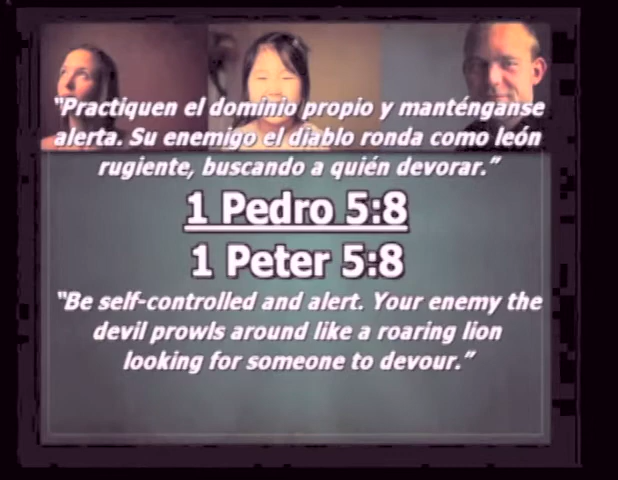 "Practiquen el dominio propio y manténganse
alerta. Su enemigo el diablo ronda como león
rugiente, buscando a quién devorar."
1 Pedro 5:8
1 Peter 5:8
"Be self-controlled and alert. Your enemy the
devil prowls around like a roaring lion
looking for someone to devour."